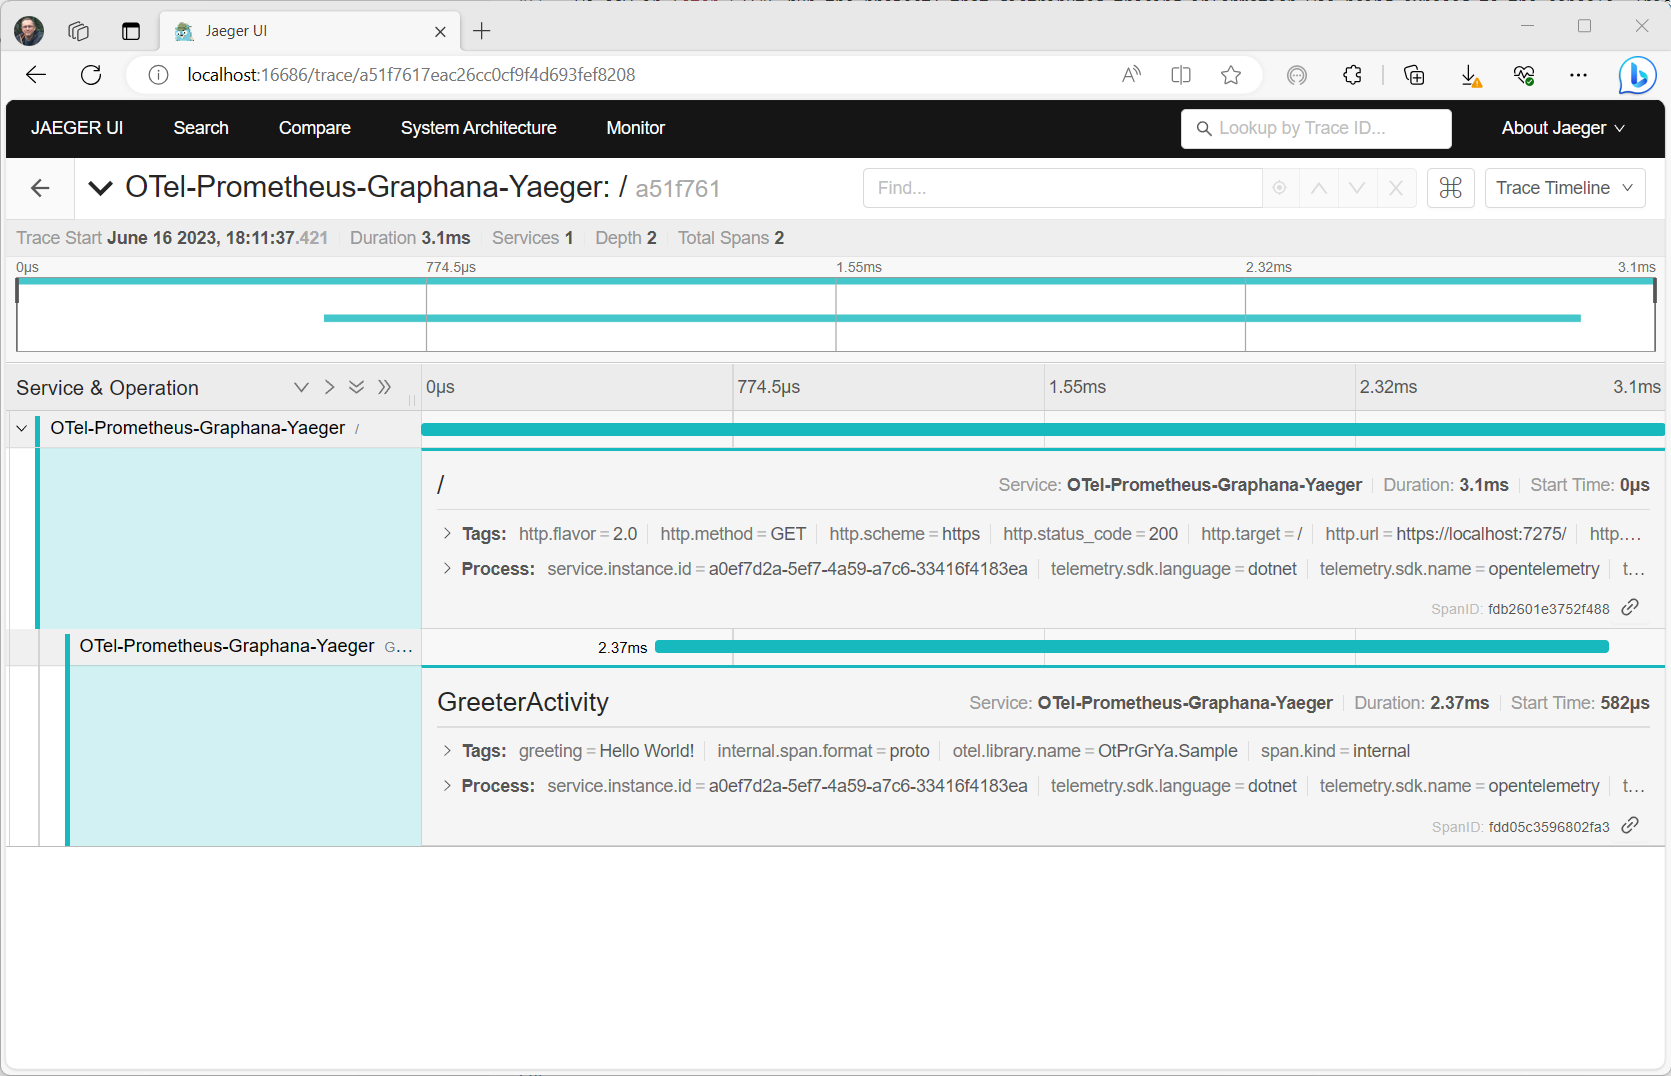 Jaeger UI
localhost:16686/trace/a51f7617eac26cc0cf9f4d693fef8208
JAEGER UI Search Compare System Architecture Monitor Lookup by Trace ID... About Jaeger
OTel-Prometheus-Graphana-Yaeger: / a51f761 Find... Trace Timeline
Trace Start June 16 2023, 18:11:37.421 Duration 3.1ms Services 1 Depth 2 Total Spans 2
0μs 774.5μs 1.55ms 2.32ms 3.1ms
Service & Operation 0μs 774.5μs 1.55ms 2.32ms 3.1ms
OTel-Prometheus-Graphana-Yaeger /
/ Service: OTel-Prometheus-Graphana-Yaeger Duration: 3.1ms Start Time: 0μs
Tags: http.flavor = 2.0 http.method = GET http.scheme = https http.status_code = 200 http.target = / http.url = https://localhost:7275/ http....
Process: service.instance.id = a0ef7d2a-5ef7-4a59-a7c6-33416f4183ea telemetry.sdk.language = dotnet telemetry.sdk.name = opentelemetry t...
SpanID: fdb2601e3752f488
OTel-Prometheus-Graphana-Yaeger G... 2.37ms
GreeterActivity Service: OTel-Prometheus-Graphana-Yaeger Duration: 2.37ms Start Time: 582μs
Tags: greeting = Hello World! internal.span.format = proto otel.library.name = OtPrGrYa.Sample span.kind = internal
Process: service.instance.id = a0ef7d2a-5ef7-4a59-a7c6-33416f4183ea telemetry.sdk.language = dotnet telemetry.sdk.name = opentelemetry t...
SpanID: fdd05c3596802fa3